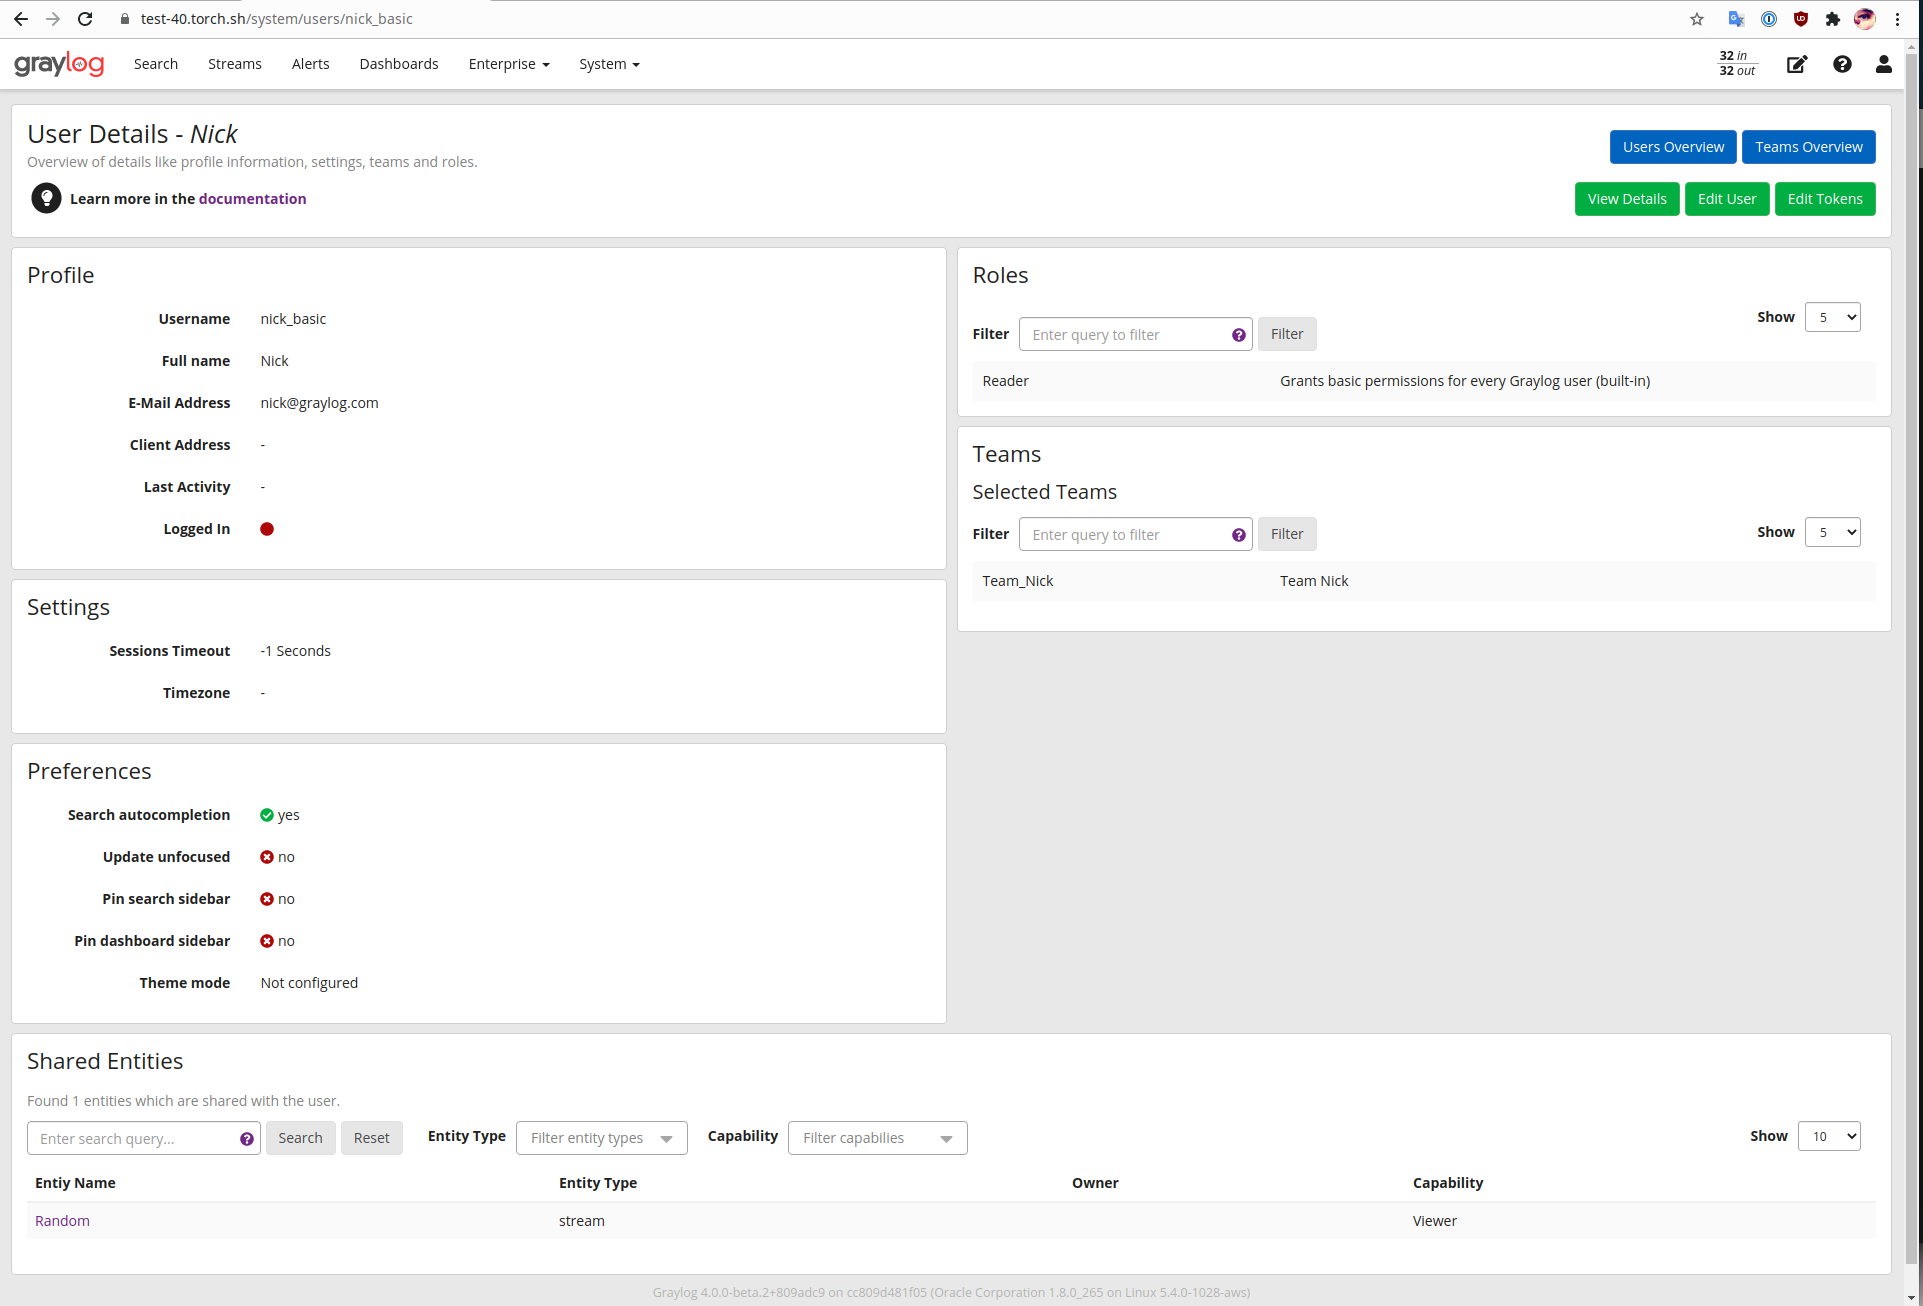 test-40.torch.sh/system/users/nick_basic
graylog Search Streams Alerts Dashboards Enterprise System
32 in
32 out
User Details - Nick
Overview of details like profile information, settings, teams and roles.
Users Overview Teams Overview
Learn more in the documentation
View Details Edit User Edit Tokens
Profile
Username nick_basic
Full name Nick
E-Mail Address nick@graylog.com
Client Address -
Last Activity -
Logged In
Settings
Sessions Timeout -1 Seconds
Timezone -
Preferences
Search autocompletion yes
Update unfocused no
Pin search sidebar no
Pin dashboard sidebar no
Theme mode Not configured
Roles
Show 5
Filter Enter query to filter ? Filter
Reader Grants basic permissions for every Graylog user (built-in)
Teams
Selected Teams
Filter Enter query to filter ? Filter Show 5
Team_Nick Team Nick
Shared Entities
Found 1 entities which are shared with the user.
Enter search query... ? Search Reset Entity Type Filter entity types Capability Filter capabilies Show 10
Entiy Name Entity Type Owner Capability
Random stream Viewer
Graylog 4.0.0-beta.2+809adc9 on cc809d481f05 (Oracle Corporation 1.8.0_265 on Linux 5.4.0-1028-aws)